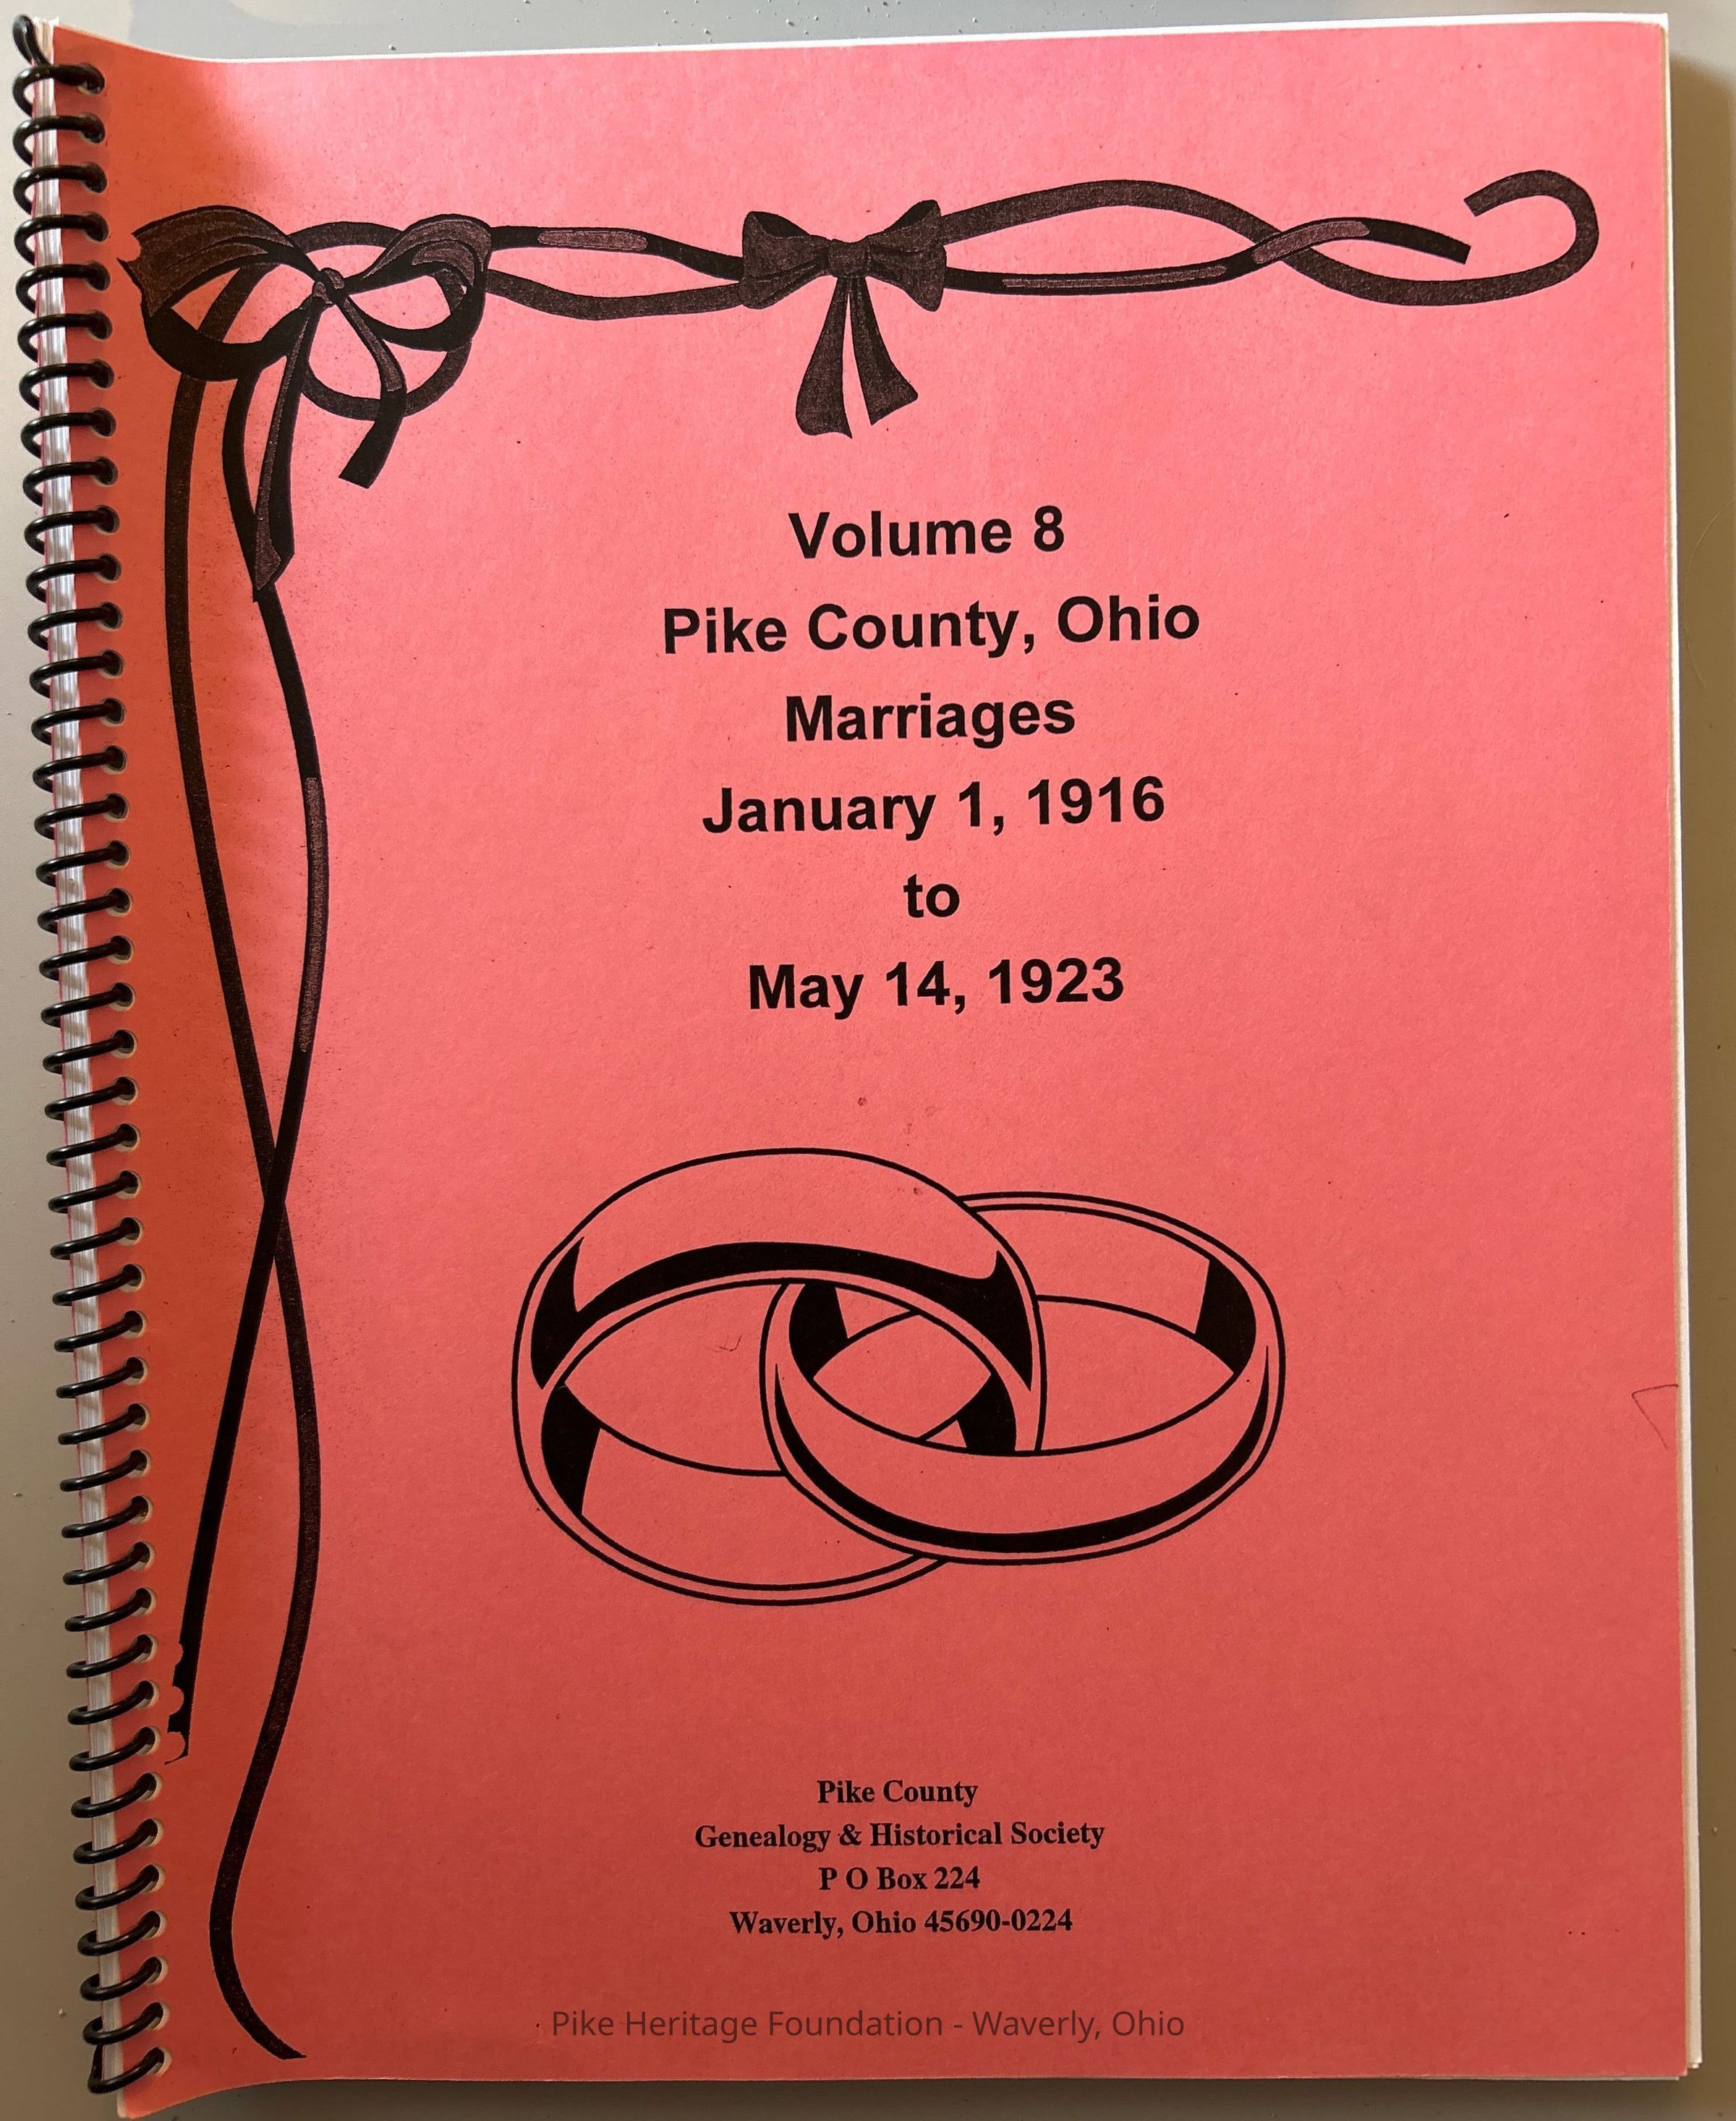 Volume 8
Pike County, Ohio
Marriages
January 1, 1916
to
May 14, 1923
Pike County
Genealogy & Historical Society
P O Box 224
Waverly, Ohio 45690-0224
Pike Heritage Foundation - Waverly, Ohio